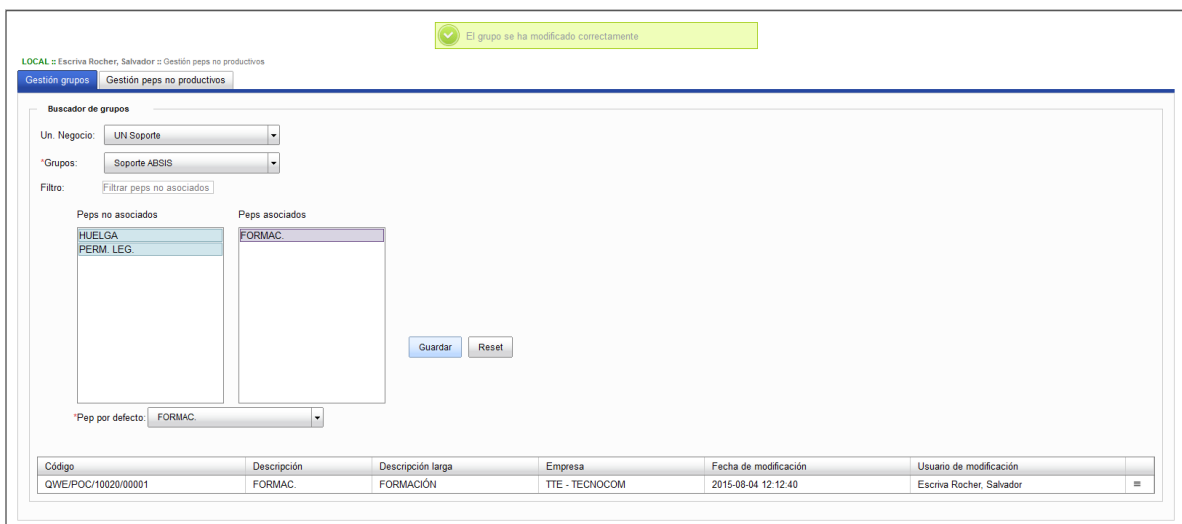 El grupo se ha modificado correctamente
LOCAL :: Escriva Rocher, Salvador :: Gestión peps no productivos
Gestión grupos Gestión peps no productivos
Buscador de grupos
Un. Negocio: UN Soporte
*Grupos: Soporte ABSIS
Filtro: Filtrar peps no asociados
Peps no asociados Peps asociados
HUELGA FORMAC.
PERM. LEG.
Guardar Reset
*Pep por defecto: FORMAC.
Código Descripción Descripción larga Empresa Fecha de modificación Usuario de modificación
QWE/POC/10020/00001 FORMAC. FORMACIÓN TTE - TECNOCOM 2015-08-04 12:12:40 Escriva Rocher, Salvador